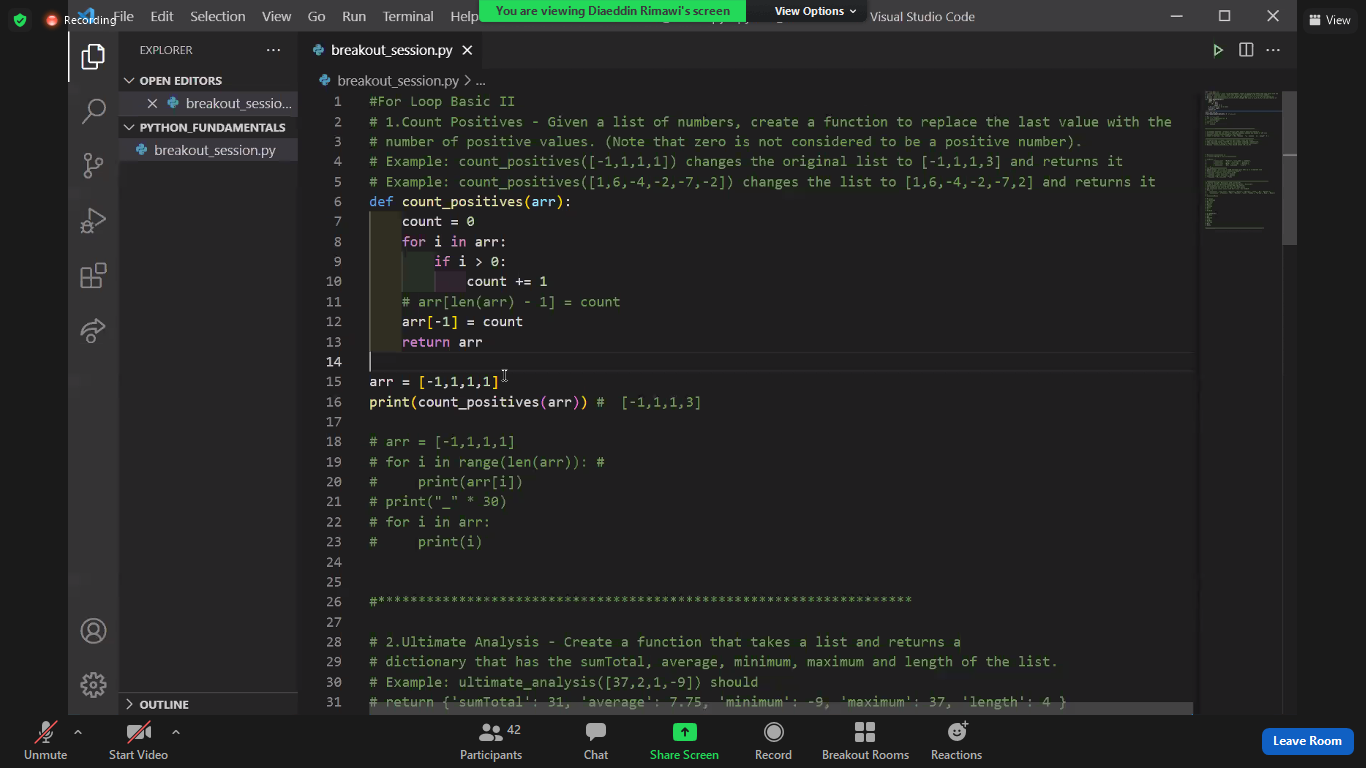 Recording
File Edit Selection View Go Run Terminal Help
You are viewing Diaeddin Rimawi's screen
View Options
Visual Studio Code
View
EXPLORER
breakout_session.py
OPEN EDITORS
breakout_sessio...
PYTHON_FUNDAMENTALS
breakout_session.py
breakout_session.py > ...
1 #For Loop Basic II
2 # 1.Count Positives - Given a list of numbers, create a function to replace the last value with the
3 # number of positive values. (Note that zero is not considered to be a positive number).
4 # Example: count_positives([-1,1,1,1]) changes the original list to [-1,1,1,3] and returns it
5 # Example: count_positives([1,6,-4,-2,-7,-2]) changes the list to [1,6,-4,-2,-7,2] and returns it
6 def count_positives(arr):
7 count = 0
8 for i in arr:
9 if i > 0:
10 count += 1
11 # arr[len(arr) - 1] = count
12 arr[-1] = count
13 return arr
14
15 arr = [-1,1,1,1]
16 print(count_positives(arr)) # [-1,1,1,3]
17
18 # arr = [-1,1,1,1]
19 # for i in range(len(arr)): #
20 # print(arr[i])
21 # print("_" * 30)
22 # for i in arr:
23 # print(i)
24
25
26 #******************************************************************
27
28 # 2.Ultimate Analysis - Create a function that takes a list and returns a
29 # dictionary that has the sumTotal, average, minimum, maximum and length of the list.
30 # Example: ultimate_analysis([37,2,1,-9]) should
31 # return {'sumTotal': 31, 'average': 7.75, 'minimum': -9, 'maximum': 37, 'length': 4 }
OUTLINE
Unmute
Start Video
Participants 42
Chat
Share Screen
Record
Breakout Rooms
Reactions
Leave Room